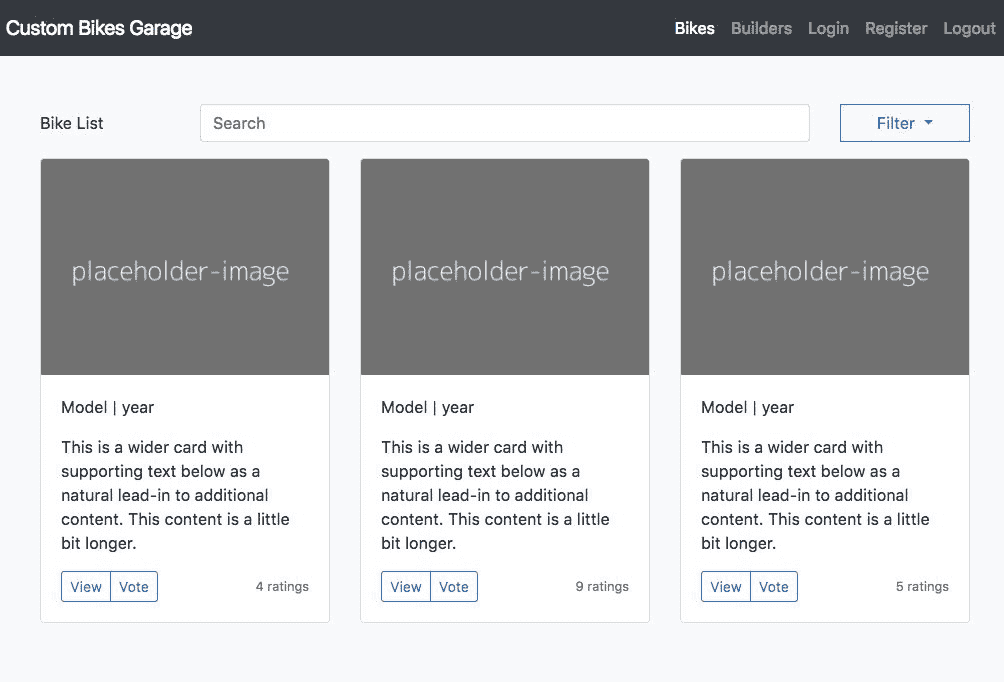 Custom Bikes Garage Bikes Builders Login Register Logout
Bike List Search Filter
placeholder-image placeholder-image placeholder-image
Model | year
This is a wider card with
supporting text below as a
natural lead-in to additional
content. This content is a little
bit longer.
View Vote 4 ratings
Model | year
This is a wider card with
supporting text below as a
natural lead-in to additional
content. This content is a little
bit longer.
View Vote 9 ratings
Model | year
This is a wider card with
supporting text below as a
natural lead-in to additional
content. This content is a little
bit longer.
View Vote 5 ratings